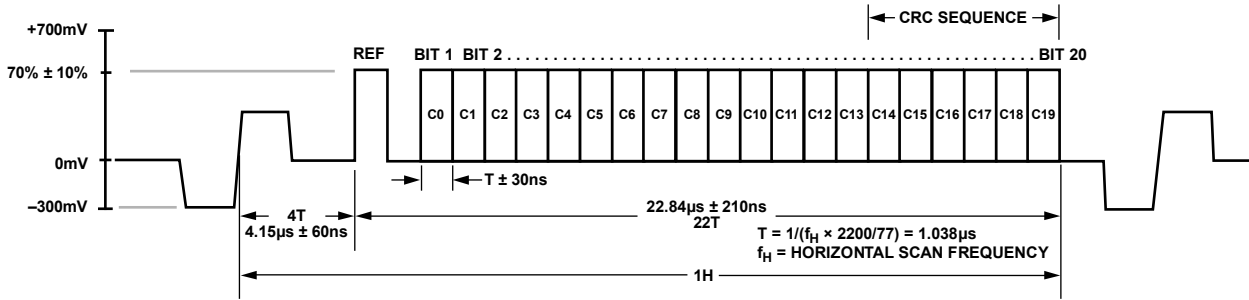 +700mV
CRC SEQUENCE
REF
BIT 1 BIT 2 . . . . . . . . . . . . . . . . . . . . . . . . . . . . . . . . . . . . . . . . . . . . . . . . . . . . . . . . . . . . . . . . . . BIT 20
70% ± 10%
C0 C1 C2 C3 C4 C5 C6 C7 C8 C9 C10 C11 C12 C13 C14 C15 C16 C17 C18 C19
0mV
T ± 30ns
–300mV
4T
4.15µs ± 60ns
22.84µs ± 210ns
22T
T = 1/(fH × 2200/77) = 1.038µs
fH = HORIZONTAL SCAN FREQUENCY
1H